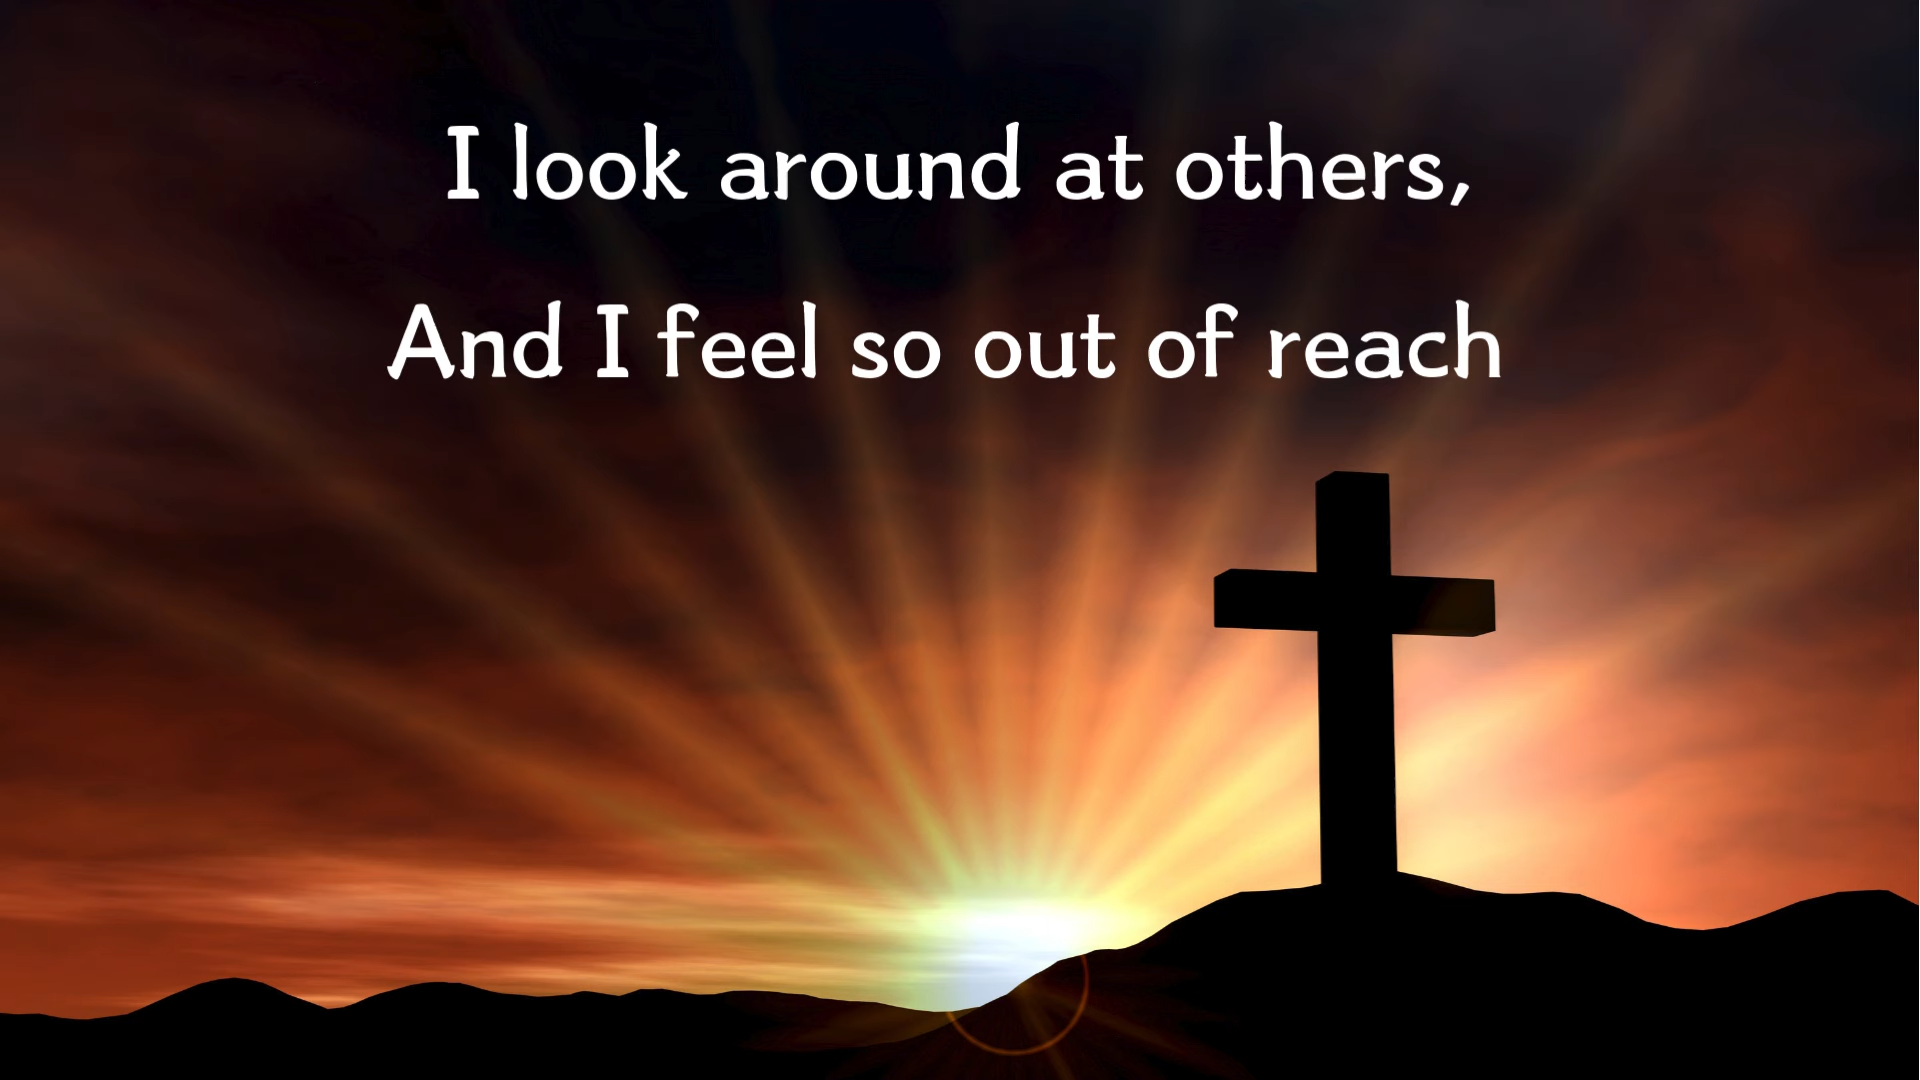 I look around at others,
And I feel so out of reach